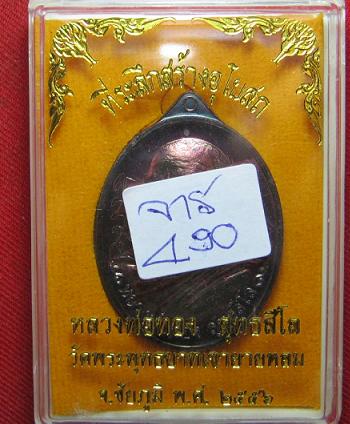 ที่ระลึกสร้างอุโบสถ
จาร
490
หลวงพ่อทอง สุทธสีโล
วัดพระพุทธบาทเขายายหอม
จ.ชัยภูมิ พ.ศ. ๒๕๕๖